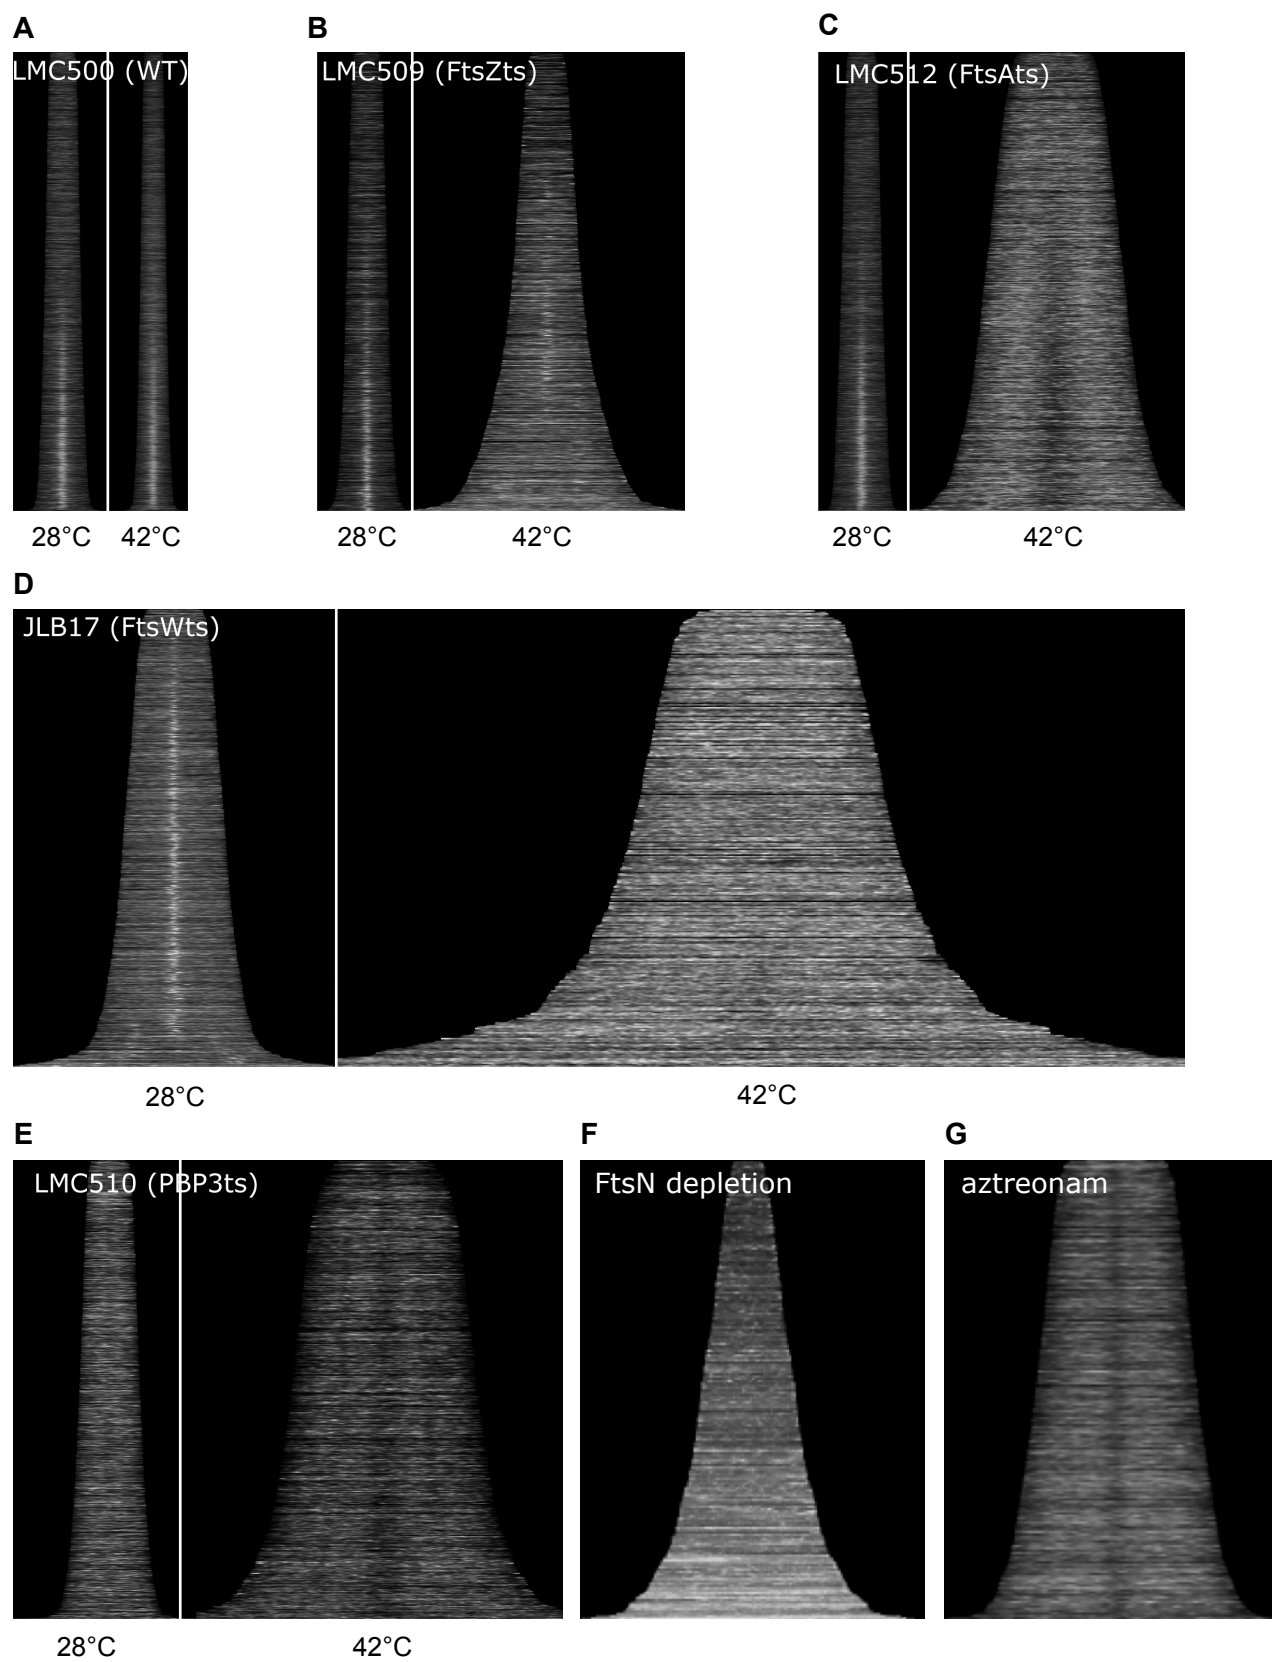 A
B
C
LMC500 (WT)
LMC509 (FtsZts)
LMC512 (FtsAts)
28°C
42°C
28°C
42°C
28°C
42°C
D
JLB17 (FtsWts)
28°C
42°C
E
F
G
LMC510 (PBP3ts)
FtsN depletion
aztreonam
28°C
42°C